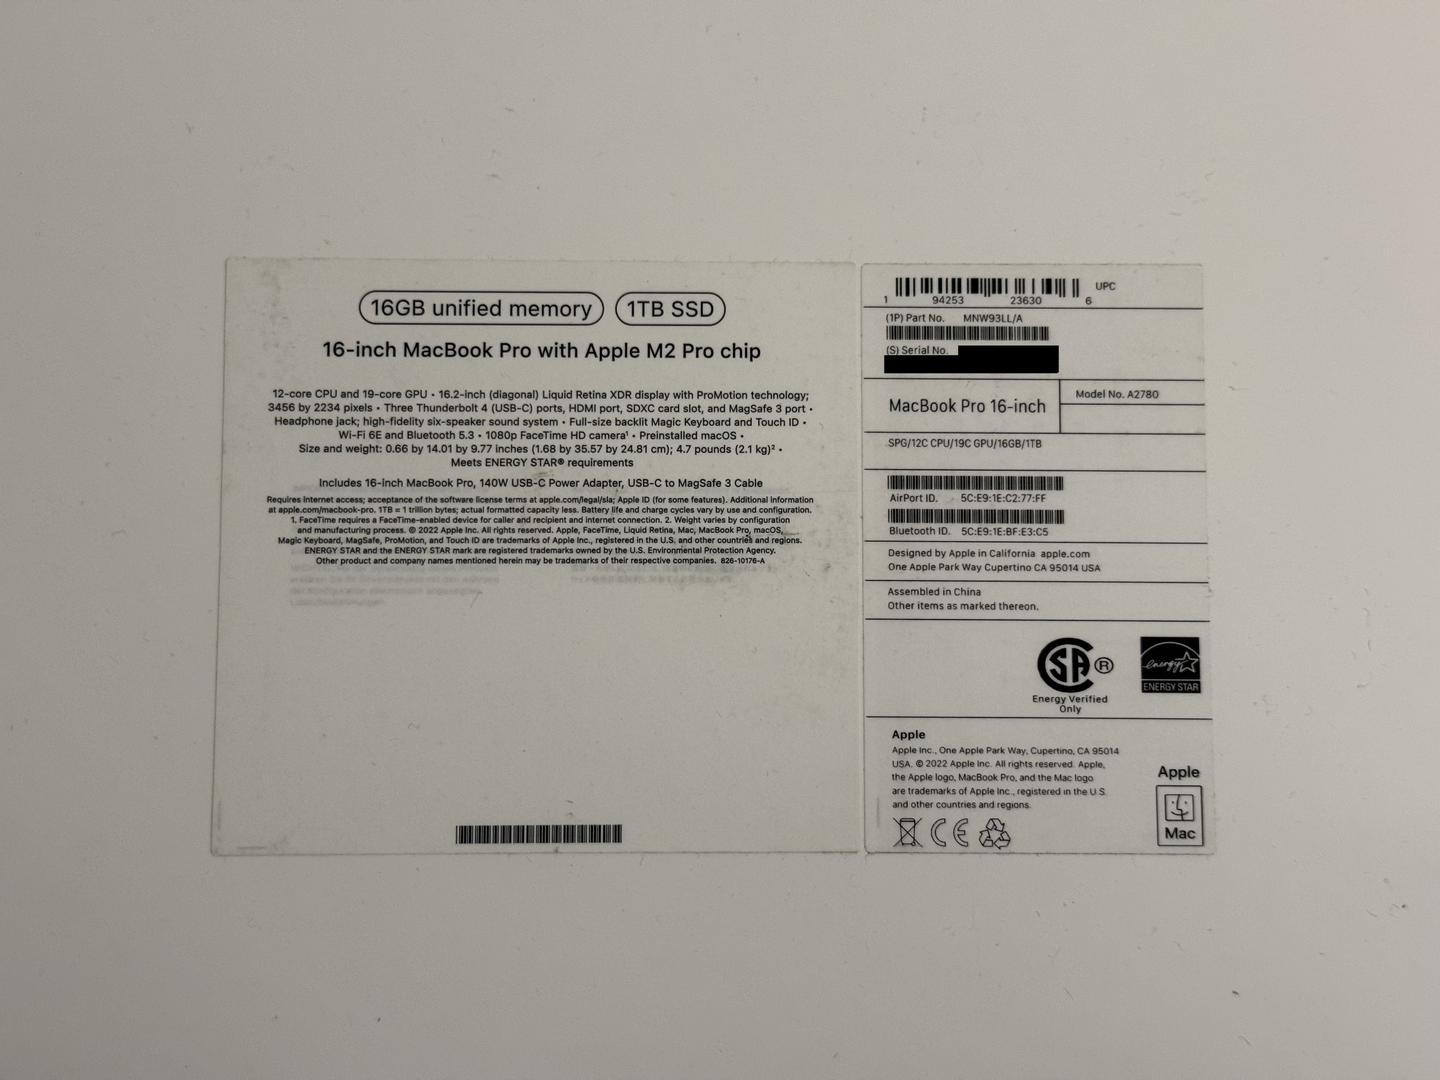 16GB unified memory 1TB SSD
16-inch MacBook Pro with Apple M2 Pro chip
12-core CPU and 19-core GPU • 16.2-inch (diagonal) Liquid Retina XDR display with ProMotion technology;
3456 by 2234 pixels • Three Thunderbolt 4 (USB-C) ports, HDMI port, SDXC card slot, and MagSafe 3 port •
Headphone jack; high-fidelity six-speaker sound system • Full-size backlit Magic Keyboard and Touch ID •
Wi-Fi 6E and Bluetooth 5.3 • 1080p FaceTime HD camera¹ • Preinstalled macOS •
Size and weight: 0.66 by 14.01 by 9.77 inches (1.68 by 35.57 by 24.81 cm); 4.7 pounds (2.1 kg)² •
Meets ENERGY STAR® requirements
Includes 16-inch MacBook Pro, 140W USB-C Power Adapter, USB-C to MagSafe 3 Cable
Requires Internet access; acceptance of the software license terms at apple.com/legal/sla; Apple ID (for some features). Additional information
at apple.com/macbook-pro. 1TB = 1 trillion bytes; actual formatted capacity less. Battery life and charge cycles vary by use and configuration.
1. FaceTime requires a FaceTime-enabled device for caller and recipient and internet connection. 2. Weight varies by configuration
and manufacturing process. © 2022 Apple Inc. All rights reserved. Apple, FaceTime, Liquid Retina, Mac, MacBook Pro, macOS,
Magic Keyboard, MagSafe, ProMotion, and Touch ID are trademarks of Apple Inc., registered in the U.S. and other countries and regions.
ENERGY STAR and the ENERGY STAR mark are registered trademarks owned by the U.S. Environmental Protection Agency.
Other product and company names mentioned herein may be trademarks of their respective companies. 826-10176-A
UPC
1 94253 23630 6
(1P) Part No. MNW93LL/A
(S) Serial No.
MacBook Pro 16-inch
Model No. A2780
SPG/12C CPU/19C GPU/16GB/1TB
AirPort ID. 5C:E9:1E:C2:77:FF
Bluetooth ID. 5C:E9:1E:BF:E3:C5
Designed by Apple in California apple.com
One Apple Park Way Cupertino CA 95014 USA
Assembled in China
Other items as marked thereon.
SA ®
Energy Verified
Only
energy
ENERGY STAR
Apple
Apple Inc., One Apple Park Way, Cupertino, CA 95014
USA. © 2022 Apple Inc. All rights reserved. Apple,
the Apple logo, MacBook Pro, and the Mac logo
are trademarks of Apple Inc., registered in the U.S.
and other countries and regions.
CE
Apple
Mac